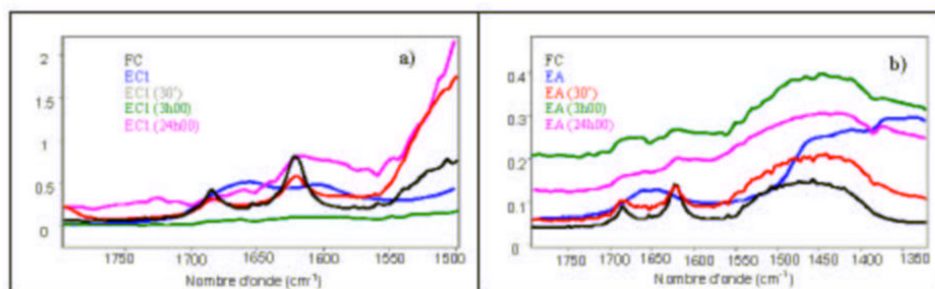 a)
FC
EC1
EC1 (30')
EC1 (3h00)
EC1 (24h00)
2
1.5
1
0.5
0
1750 1700 1650 1600 1550 1500
Nombre d'onde (cm⁻¹)
b)
FC
EA
EA (30')
EA (3h00)
EA (24h00)
0.4
0.3
0.2
0.1
0
1750 1700 1650 1600 1550 1500 1450 1400 1350
Nombre d'onde (cm⁻¹)